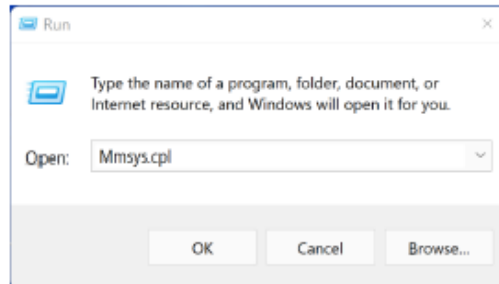 Run
Type the name of a program, folder, document, or
Internet resource, and Windows will open it for you.
Open: Mmsys.cpl
OK Cancel Browse...